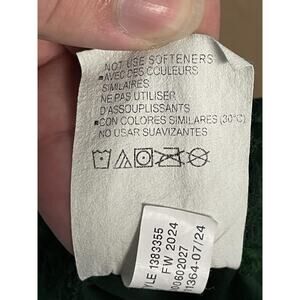 NOT USE SOFTENERS
▪AVEC DES COULEURS
SIMILAIRES
NE PAS UTILISER
D'ASSOUPLISSANTS
▪CON COLORES SIMILARES (30°C)
NO USAR SUAVIZANTES
YLE 1383355
FW 2024
00602027
1364-07/24